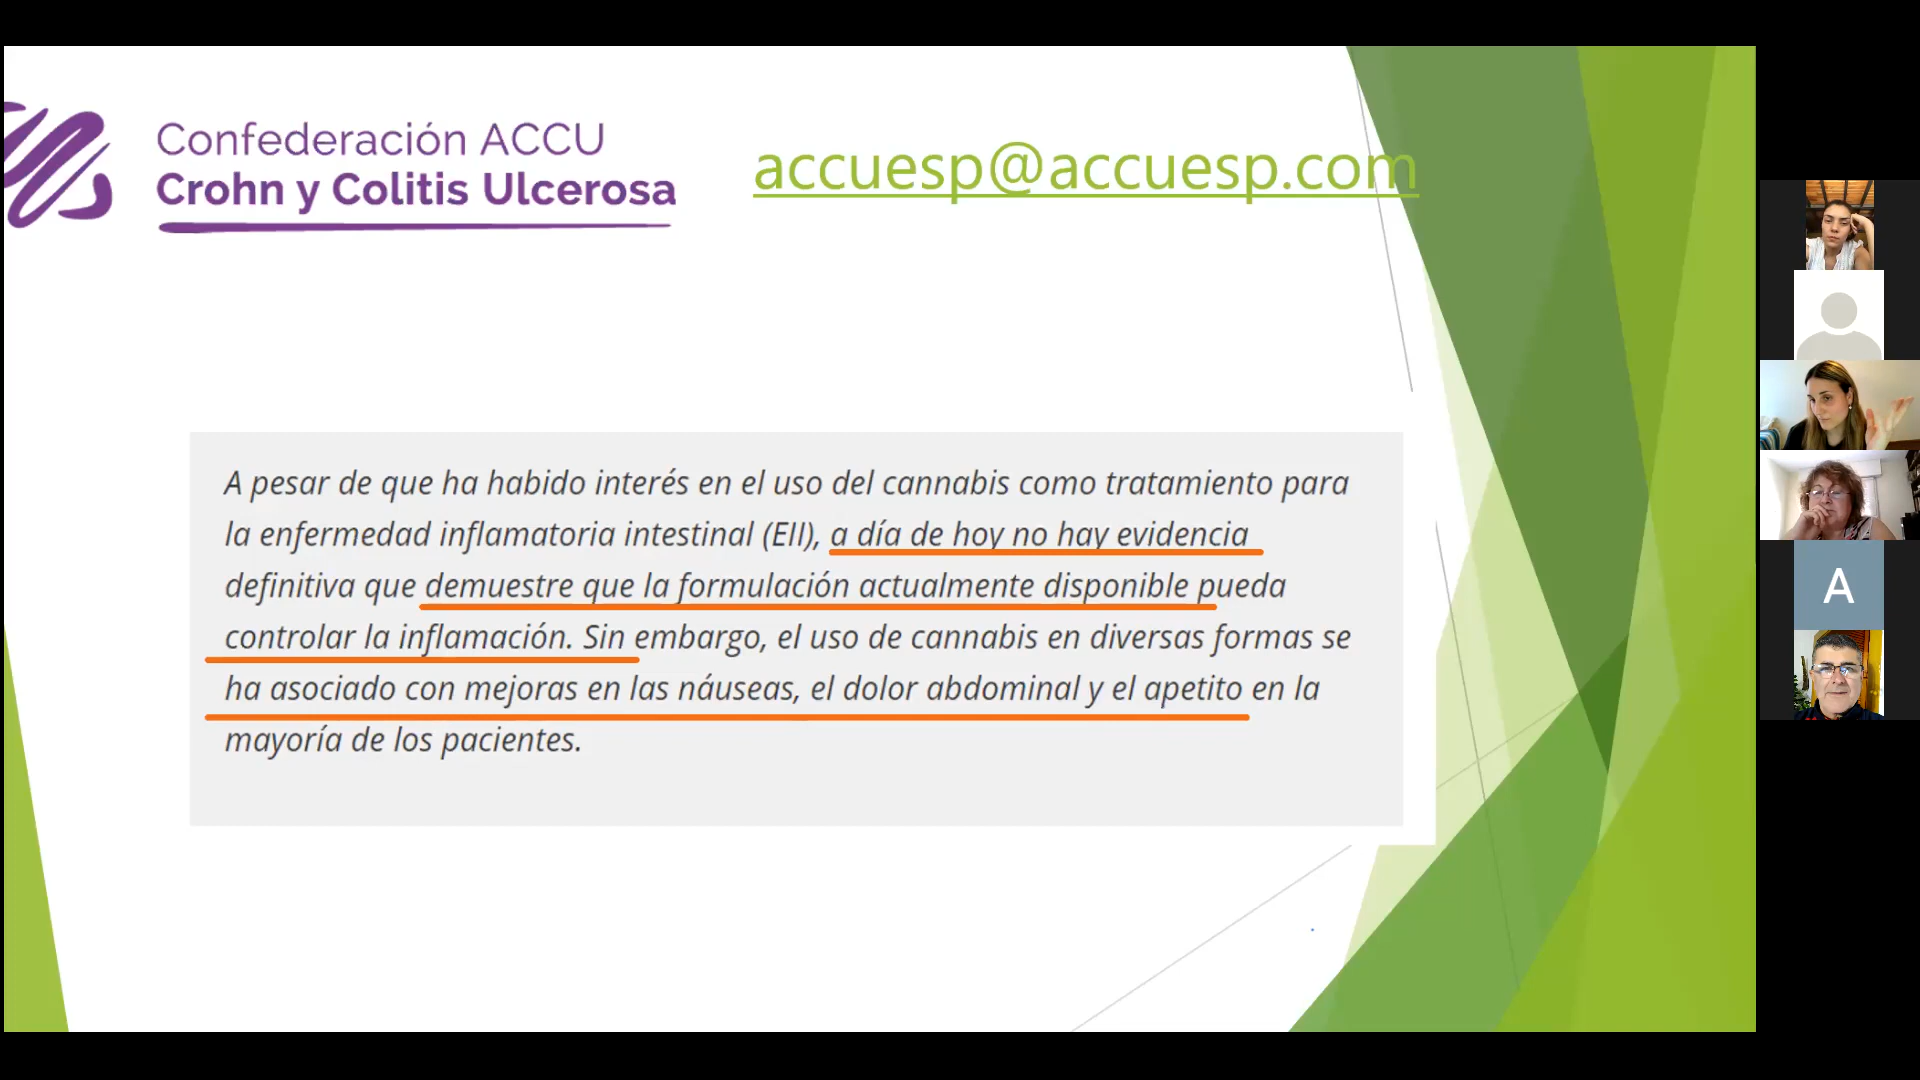 Confederación ACCU
Crohn y Colitis Ulcerosa
accuesp@accuesp.com
A pesar de que ha habido interés en el uso del cannabis como tratamiento para
la enfermedad inflamatoria intestinal (EII), a día de hoy no hay evidencia
definitiva que demuestre que la formulación actualmente disponible pueda
controlar la inflamación. Sin embargo, el uso de cannabis en diversas formas se
ha asociado con mejoras en las náuseas, el dolor abdominal y el apetito en la
mayoría de los pacientes.
A